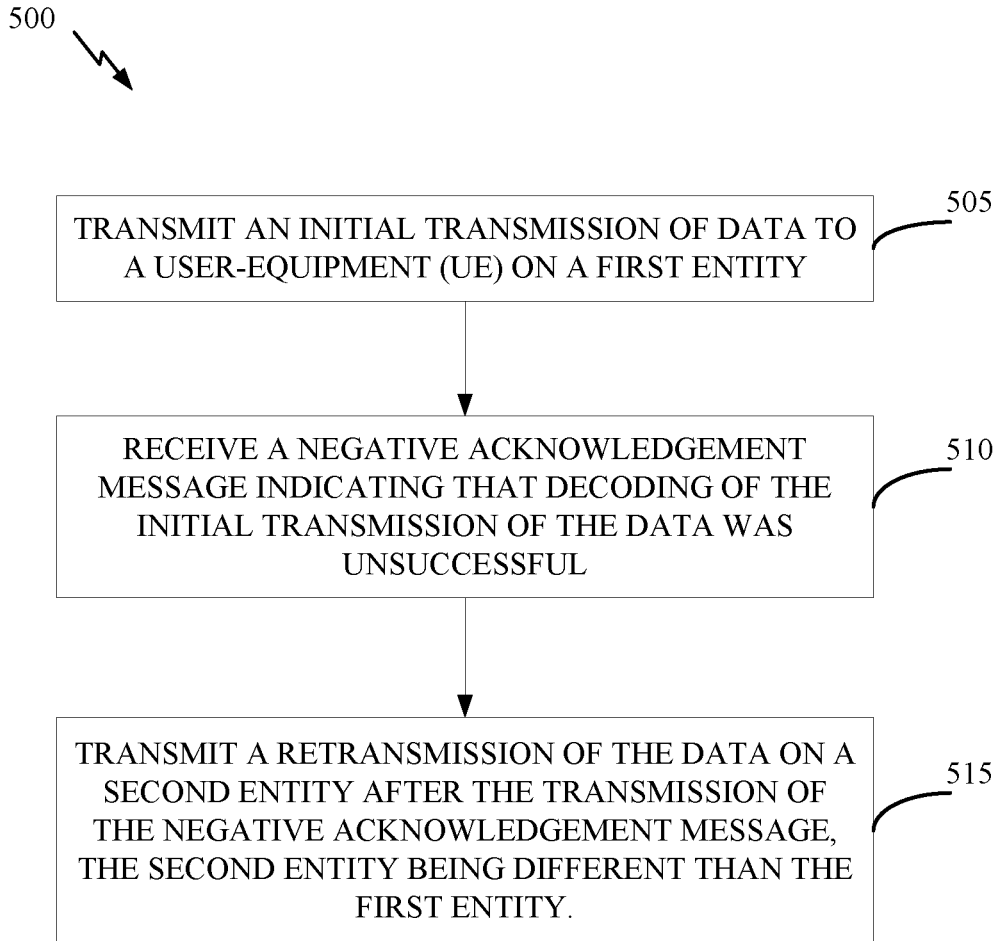 500
505
TRANSMIT AN INITIAL TRANSMISSION OF DATA TO
A USER-EQUIPMENT (UE) ON A FIRST ENTITY
510
RECEIVE A NEGATIVE ACKNOWLEDGEMENT
MESSAGE INDICATING THAT DECODING OF THE
INITIAL TRANSMISSION OF THE DATA WAS
UNSUCCESSFUL
515
TRANSMIT A RETRANSMISSION OF THE DATA ON A
SECOND ENTITY AFTER THE TRANSMISSION OF
THE NEGATIVE ACKNOWLEDGEMENT MESSAGE,
THE SECOND ENTITY BEING DIFFERENT THAN THE
FIRST ENTITY.